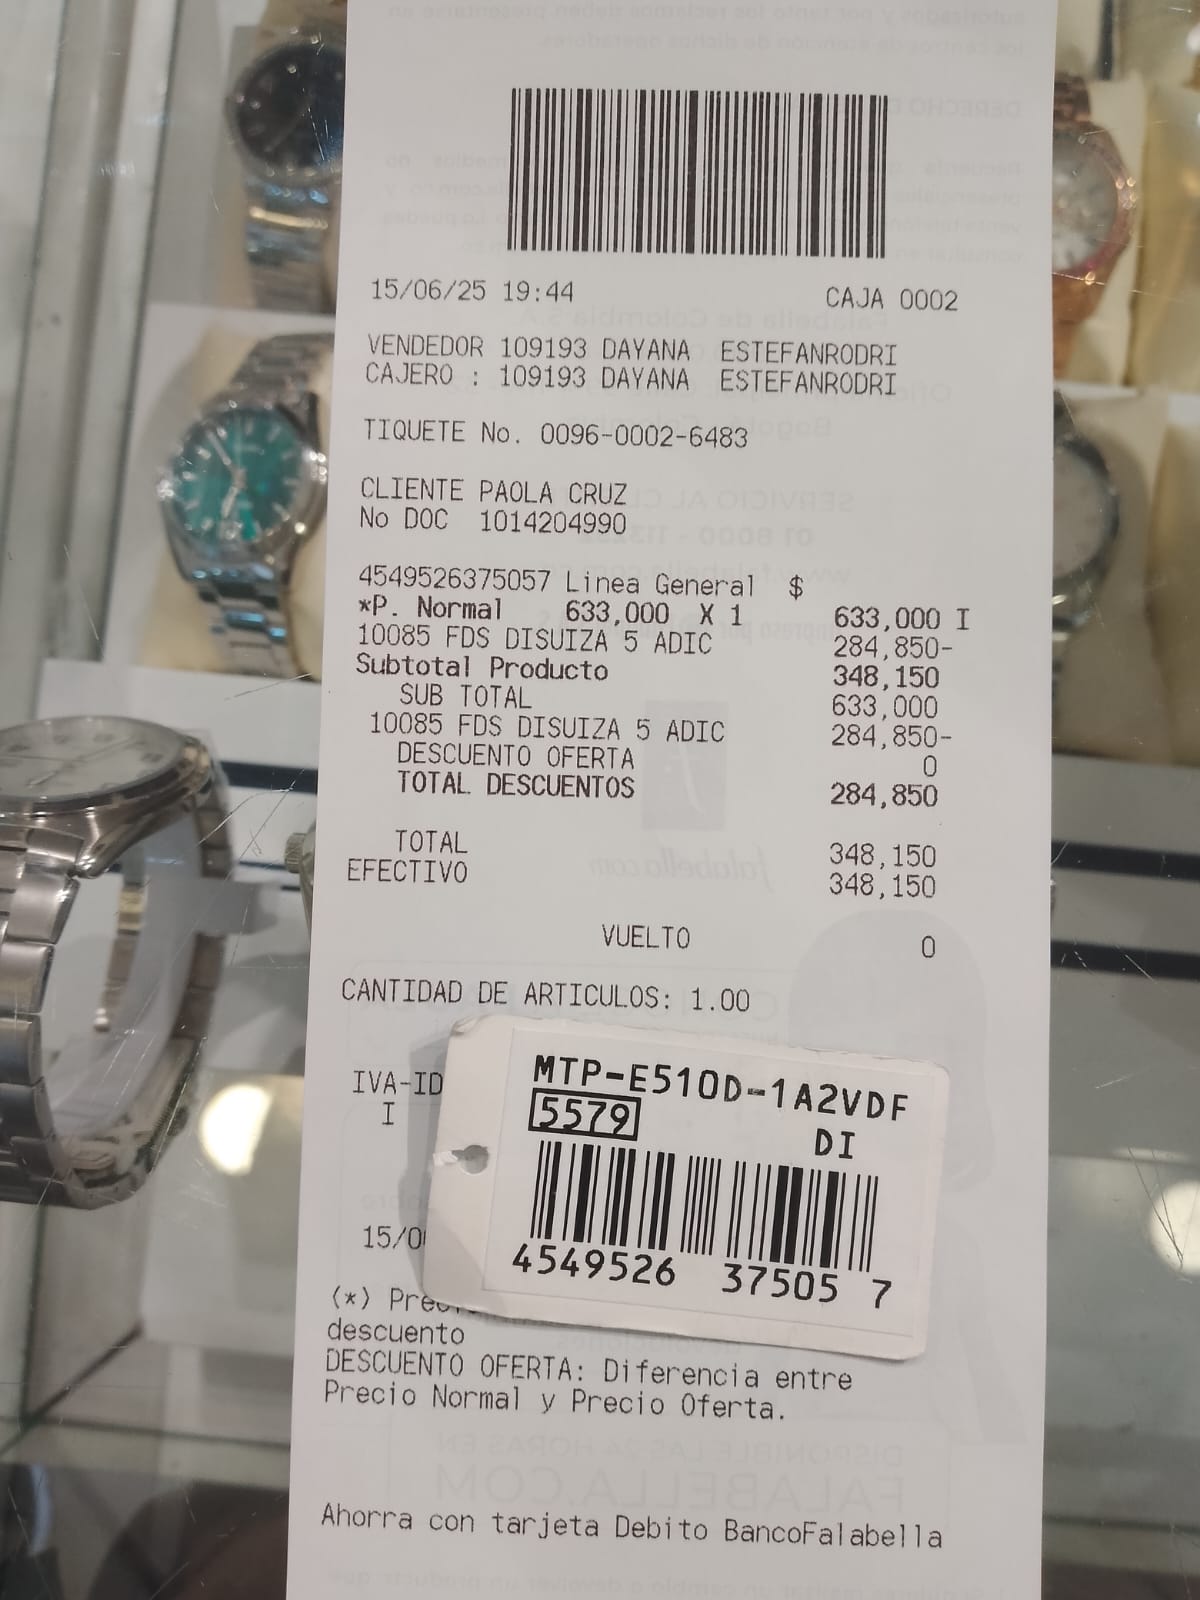 15/06/25 19:44 CAJA 0002
VENDEDOR 109193 DAYANA ESTEFANRODRI
CAJERO : 109193 DAYANA ESTEFANRODRI
TIQUETE No. 0096-0002-6483
CLIENTE PAOLA CRUZ
No DOC 1014204990
4549526375057 Linea General $
*P. Normal 633,000 X 1 633,000 I
10085 FDS DISUIZA 5 ADIC 284,850-
Subtotal Producto 348,150
SUB TOTAL 633,000
10085 FDS DISUIZA 5 ADIC 284,850-
DESCUENTO OFERTA 0
TOTAL DESCUENTOS 284,850
TOTAL 348,150
EFECTIVO 348,150
VUELTO 0
CANTIDAD DE ARTICULOS: 1.00
IVA-ID
I
MTP-E510D-1A2VDF
5579
DI
4549526 37505 7
15/0
(*)
descuento
DESCUENTO OFERTA: Diferencia entre
Precio Normal y Precio Oferta.
Ahorra con tarjeta Debito BancoFalabella